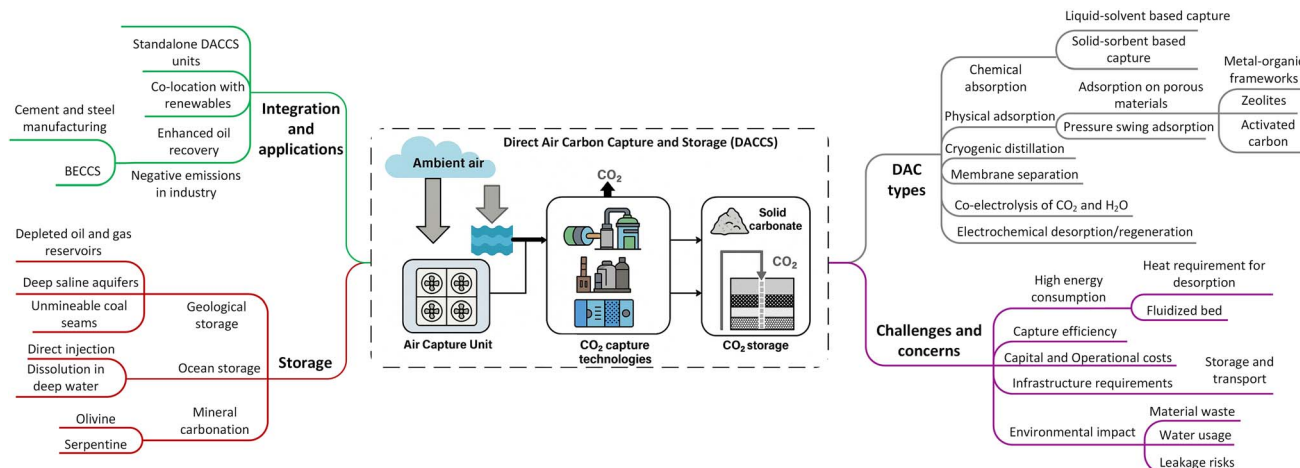 Standalone DACCS
units
Co-location with
renewables
Enhanced oil
recovery
Negative emissions
in industry
Cement and steel
manufacturing
BECCS
Integration
and
applications
Depleted oil and gas
reservoirs
Deep saline aquifers
Unmineable coal
seams
Geological
storage
Direct injection
Dissolution in
deep water
Ocean storage
Olivine
Serpentine
Mineral
carbonation
Storage
Direct Air Carbon Capture and Storage (DACCS)
Ambient air
CO₂
Air Capture Unit
CO₂ capture
technologies
Solid
carbonate
CO₂
CO₂ storage
DAC
types
Chemical
absorption
Liquid-solvent based capture
Solid-sorbent based
capture
Physical adsorption
Adsorption on porous
materials
Metal-organic
frameworks
Zeolites
Activated
carbon
Pressure swing adsorption
Cryogenic distillation
Membrane separation
Co-electrolysis of CO₂ and H₂O
Electrochemical desorption/regeneration
Challenges and
concerns
High energy
consumption
Heat requirement for
desorption
Fluidized bed
Capture efficiency
Capital and Operational costs
Infrastructure requirements
Storage and
transport
Environmental impact
Material waste
Water usage
Leakage risks